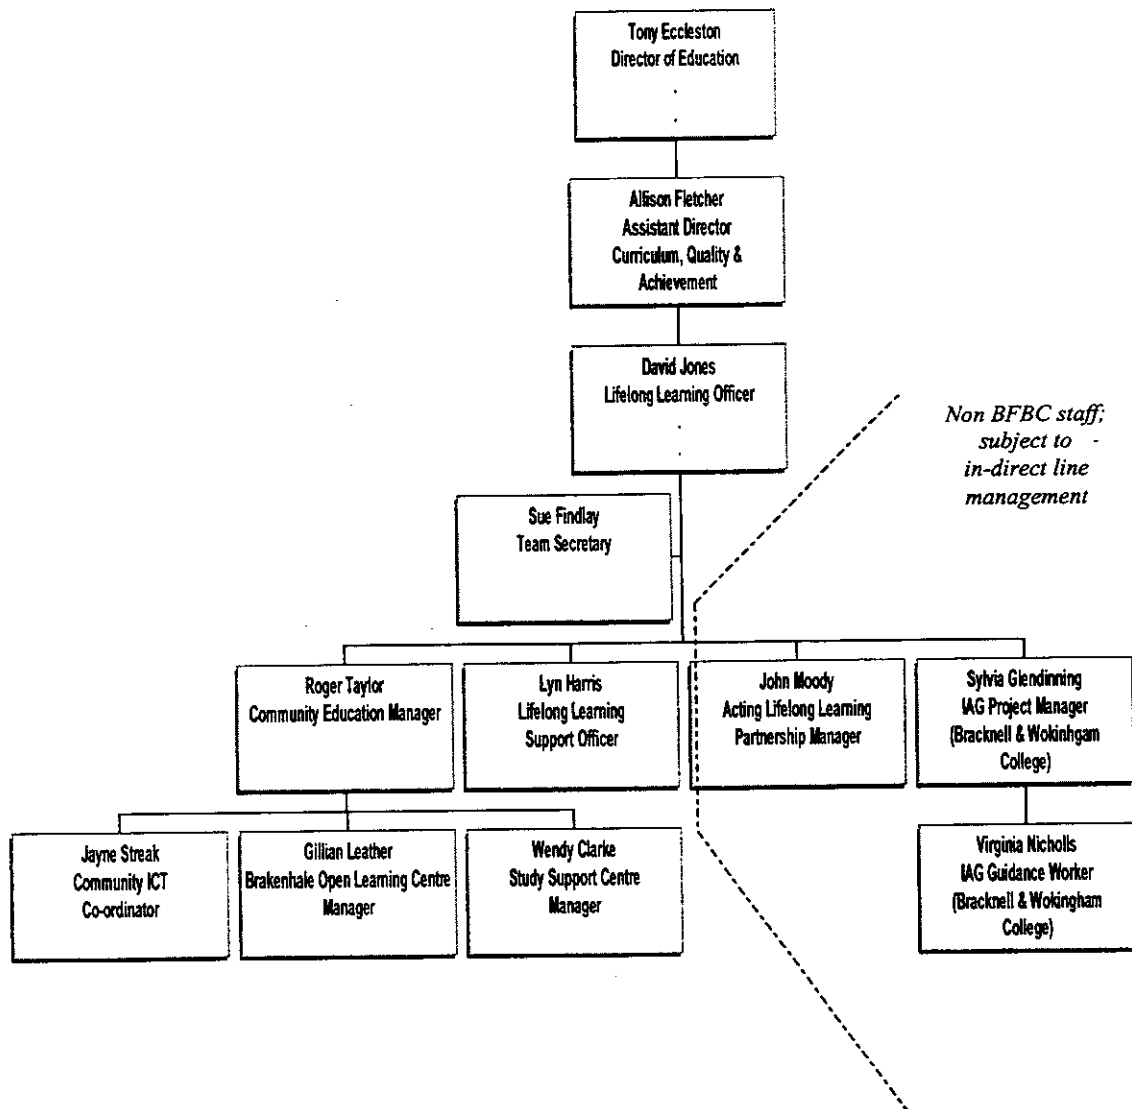 Tony Eccleston
Director of Education
.
.
Allison Fletcher
Assistant Director
Curriculum, Quality &
Achievement
David Jones
Lifelong Learning Officer
.
.
Non BFBC staff;
subject to -
in-direct line
management
Sue Findlay
Team Secretary
Roger Taylor
Community Education Manager
Lyn Harris
Lifelong Learning
Support Officer
John Moody
Acting Lifelong Learning
Partnership Manager
Sylvia Glendinning
IAG Project Manager
(Bracknell & Wokinhgam
College)
Jayne Streak
Community ICT
Co-ordinator
Gillian Leather
Brakenhale Open Learning Centre
Manager
Wendy Clarke
Study Support Centre
Manager
Virginia Nicholls
IAG Guidance Worker
(Bracknell & Wokingham
College)